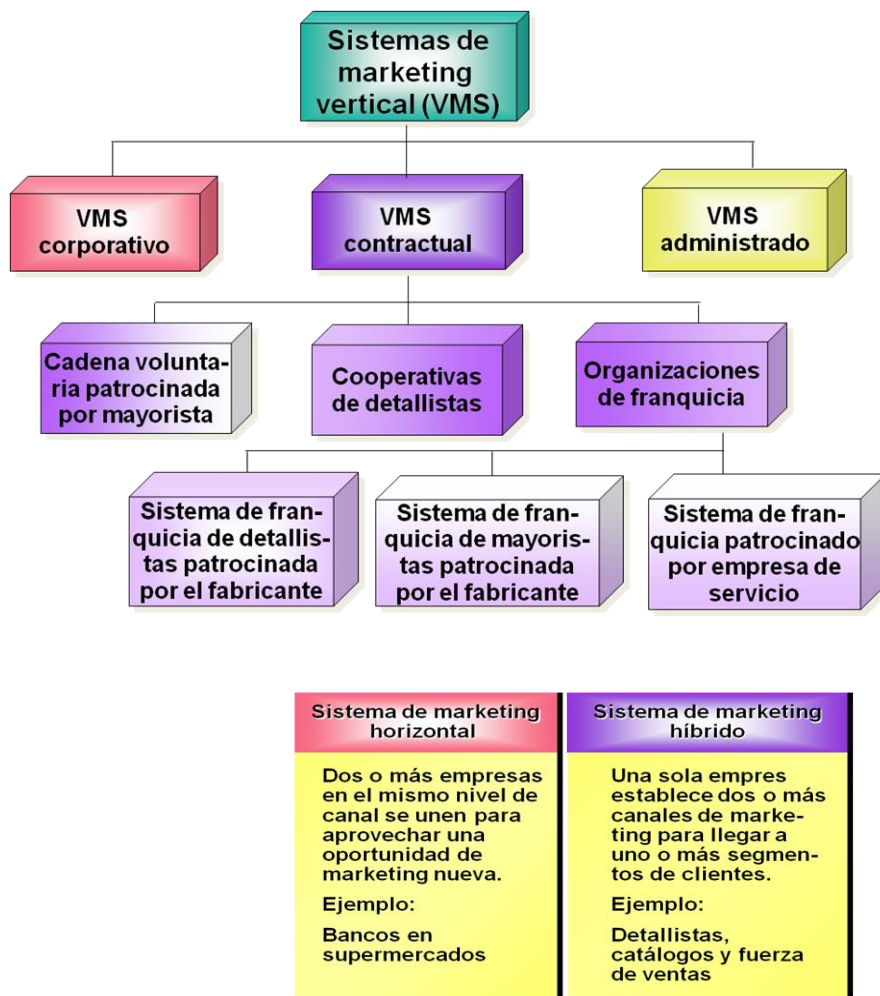 Sistemas de
marketing
vertical (VMS)
VMS
corporativo
VMS
contractual
VMS
administrado
Cadena volunta-
ria patrocinada
por mayorista
Cooperativas
de detallistas
Organizaciones
de franquicia
Sistema de fran-
quicia de detallis-
tas patrocinada
por el fabricante
Sistema de fran-
quicia de mayoris-
tas patrocinada
por el fabricante
Sistema de fran-
quicia patrocinado
por empresa de
servicio
Sistema de marketing
horizontal
Dos o más empresas
en el mismo nivel de
canal se unen para
aprovechar una
oportunidad de
marketing nueva.
Ejemplo:
Bancos en
supermercados
Sistema de marketing
híbrido
Una sola empres
establece dos o más
canales de marke-
ting para llegar a
uno o más segmen-
tos de clientes.
Ejemplo:
Detallistas,
catálogos y fuerza
de ventas